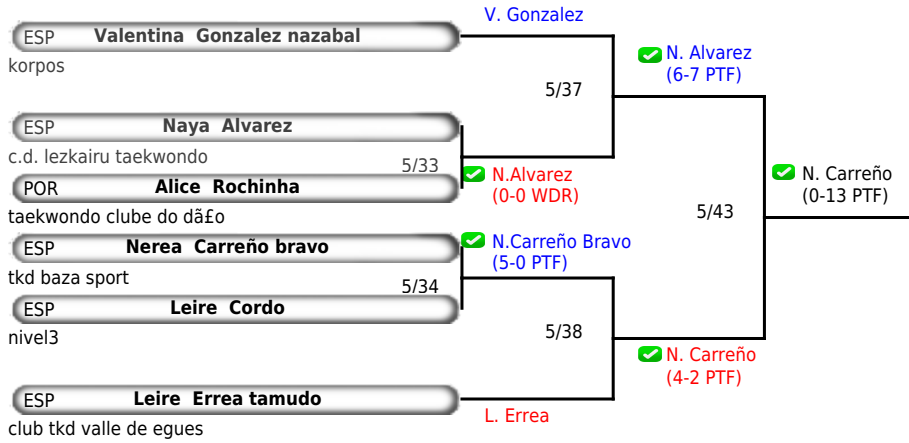 V. Gonzalez
ESP Valentina Gonzalez nazabal
korpos
N. Alvarez
(6-7 PTF)
5/37
ESP Naya Alvarez
c.d. lezkairu taekwondo
5/33
POR Alice Rochinha
N.Alvarez
(0-0 WDR)
taekwondo clube do dã£o
N. Carreño
(0-13 PTF)
5/43
ESP Nerea Carreño bravo
N.Carreño Bravo
(5-0 PTF)
tkd baza sport
5/34
ESP Leire Cordo
nivel3
5/38
N. Carreño
(4-2 PTF)
ESP Leire Errea tamudo
L. Errea
club tkd valle de egues